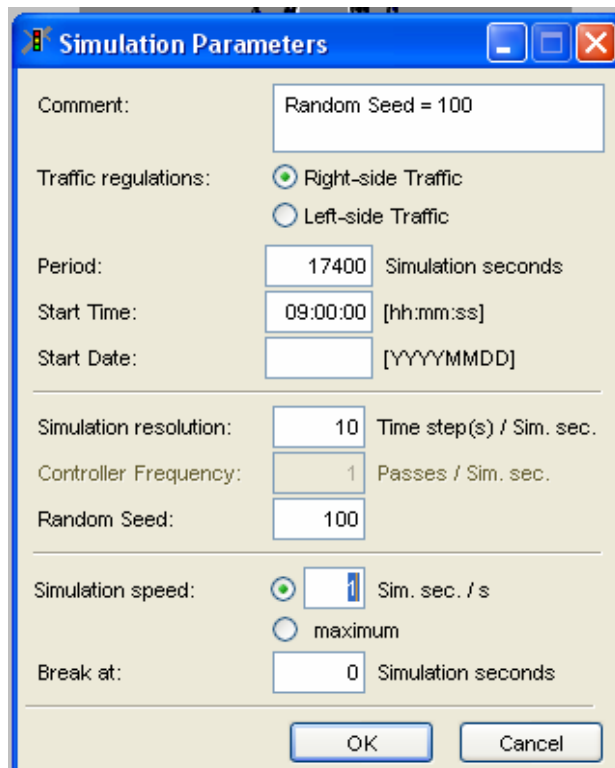 Simulation Parameters
Comment: Random Seed = 100
Traffic regulations: Right-side Traffic
Left-side Traffic
Period: 17400 Simulation seconds
Start Time: 09:00:00 [hh:mm:ss]
Start Date: [YYYYMMDD]
Simulation resolution: 10 Time step(s) / Sim. sec.
Controller Frequency: 1 Passes / Sim. sec.
Random Seed: 100
Simulation speed: 1 Sim. sec. / s
maximum
Break at: 0 Simulation seconds
OK Cancel